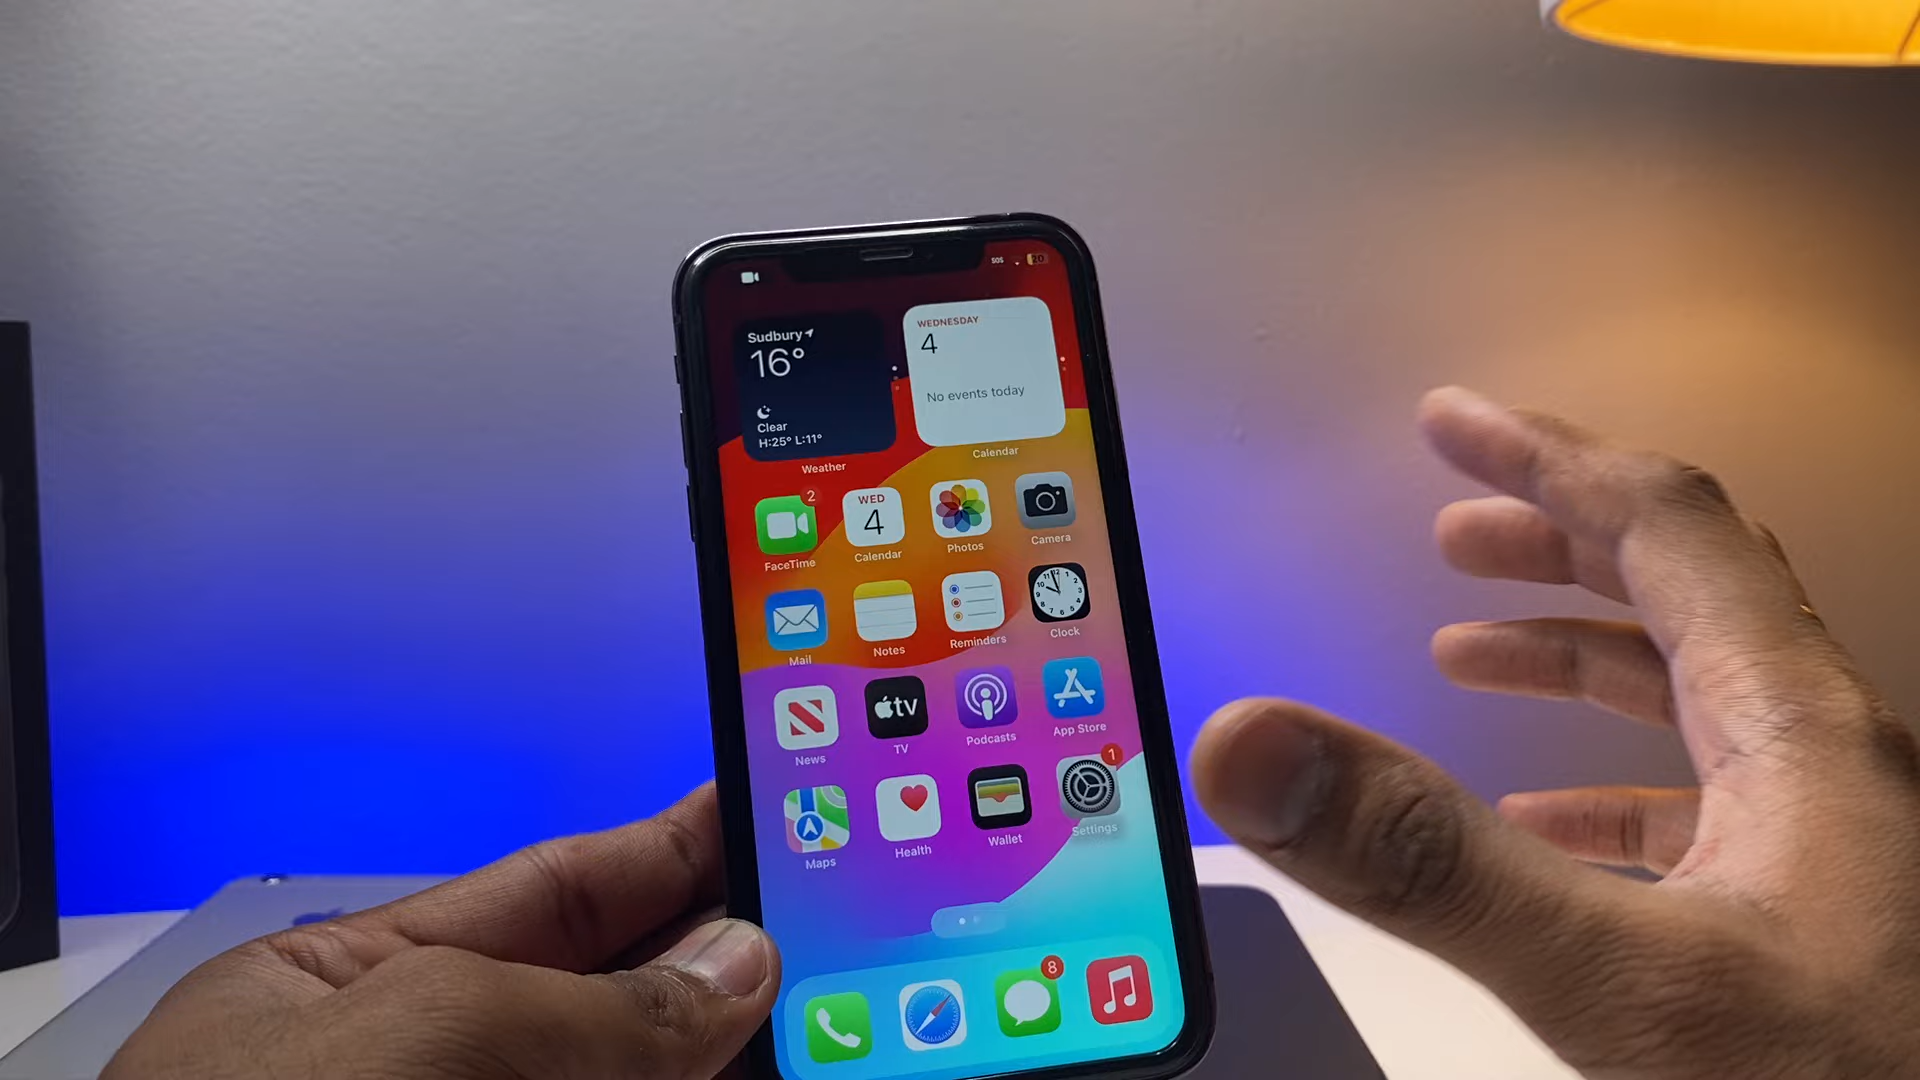 SOS 20
Sudbury
16°
Clear
H:25° L:11°
Weather
WEDNESDAY
4
No events today
Calendar
2
FaceTime
WED
4
Calendar
Photos
Camera
Mail
Notes
Reminders
Clock
News
tv
TV
Podcasts
App Store
Maps
Health
Wallet
1
Settings
8